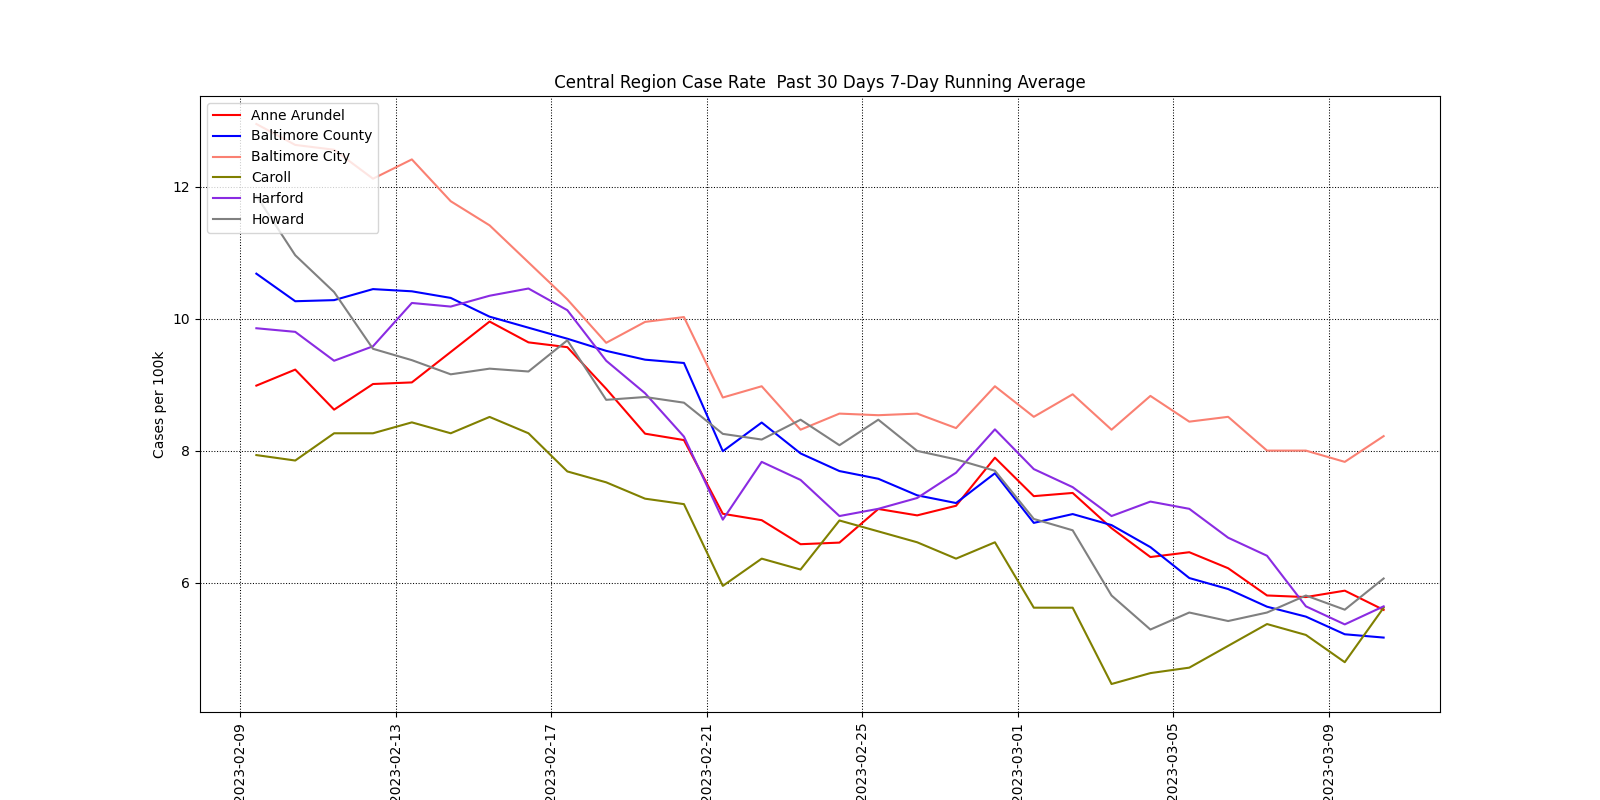 Central Region Case Rate  Past 30 Days 7-Day Running Average
Anne Arundel
Baltimore County
Baltimore City
Caroll
Harford
Howard
Cases per 100k
12
10
8
6
2023-02-09
2023-02-13
2023-02-17
2023-02-21
2023-02-25
2023-03-01
2023-03-05
2023-03-09